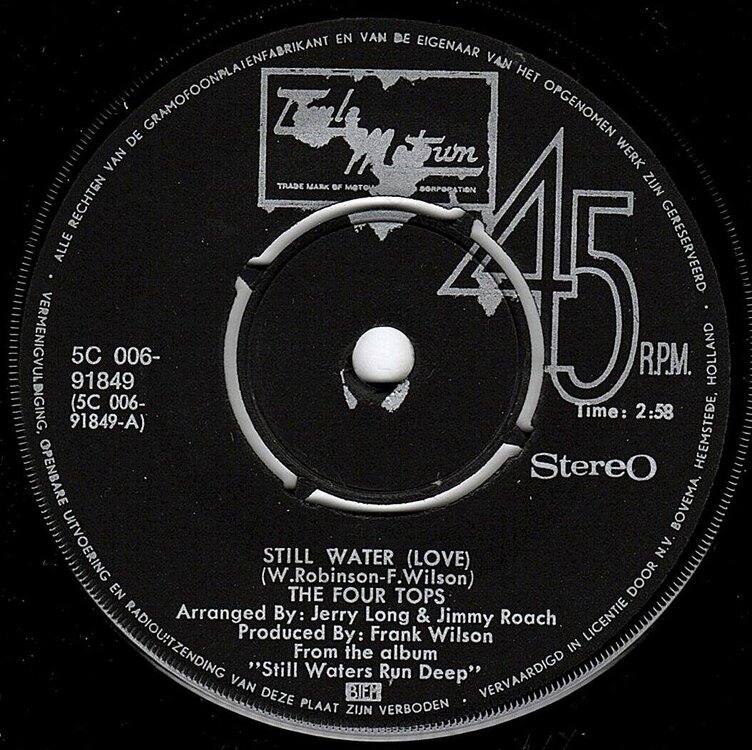 ALLE RECHTEN VAN DE GRAMOFOONPLATENFABRIKANT EN VAN DE EIGENAAR VAN HET OPGENOMEN WERK ZIJN GERESERVEERD ·
Tamla
Motown
TRADE MARK OF MOTOWN CORPORATION
45
R.P.M.
5C 006-
91849
(5C 006-
91849-A)
Time: 2:58
StereO
STILL WATER (LOVE)
(W.Robinson-F.Wilson)
THE FOUR TOPS
Arranged By: Jerry Long & Jimmy Roach
Produced By: Frank Wilson
From the album
"Still Waters Run Deep"
BIEM
· VERMENIGVULDIGING, OPENBARE UITVOERING EN RADIOUITZENDING VAN DEZE PLAAT ZIJN VERBODEN ·
VERVAARDIGD IN LICENTIE DOOR N.V. BOVEMA, HEEMSTEDE, HOLLAND ·